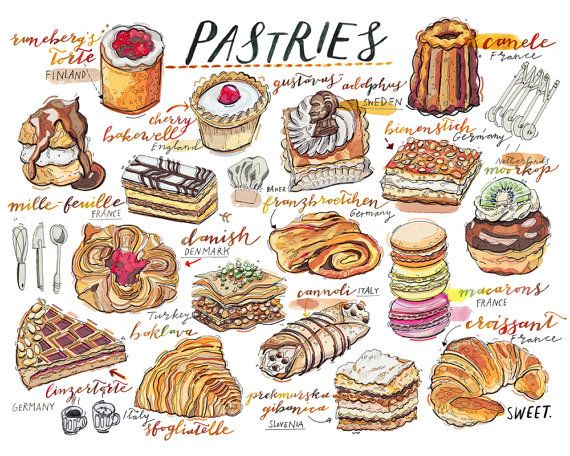 PASTRIES
runeberg's
torte
FINLAND
cherry
bakewell
England
gustavus adolphus
SWEDEN
canele
France
bienenstich
Germany
Netherlands
moorkop
mille-feuille
FRANCE
BAKER
franzbroetchen
Germany
danish
DENMARK
cannoli ITALY
macarons
FRANCE
Turkey
baklava
croissant
France
linzertorte
GERMANY
Italy
sfogliatelle
prekmurska
gibanica
SLOVENIA
SWEET.